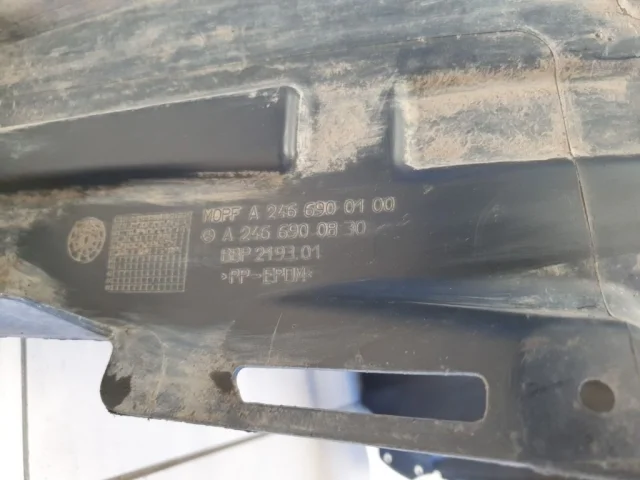 MOPF A 246 690 01 00
A 246 690 08 30
DBP 2193.01
>PP-EPDM<